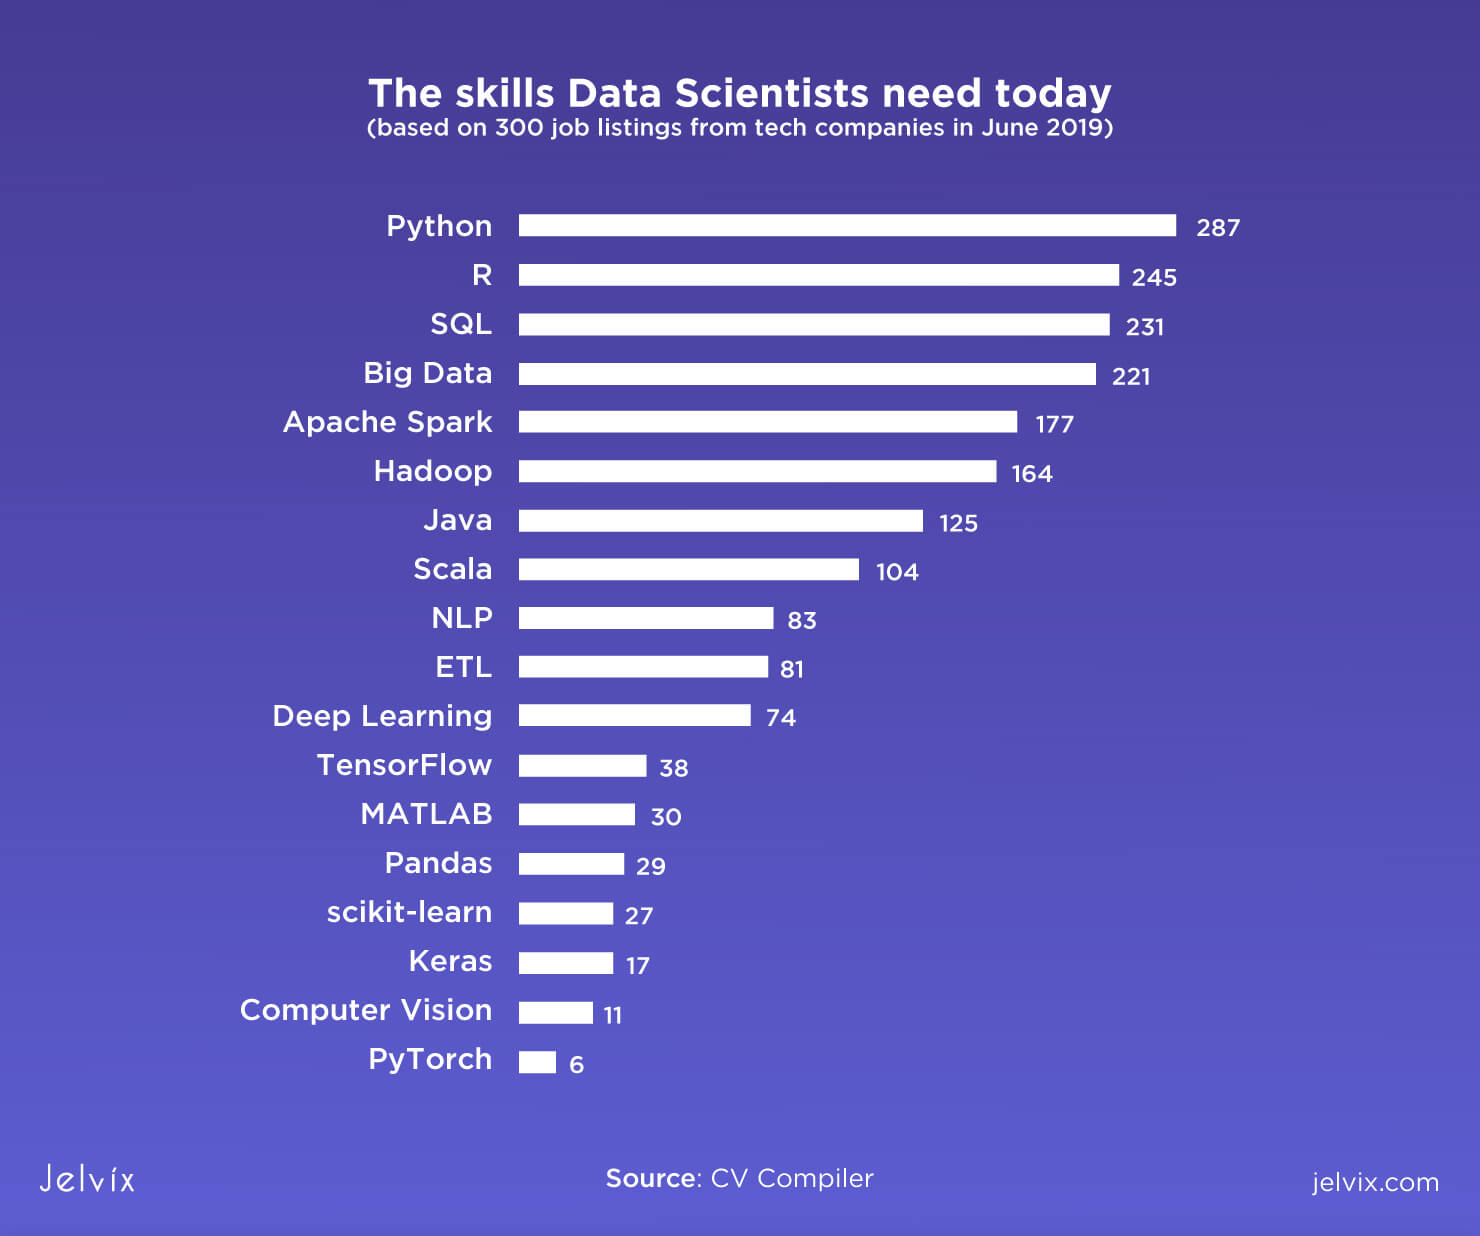 The skills Data Scientists need today
(based on 300 job listings from tech companies in June 2019)
Python 287
R 245
SQL 231
Big Data 221
Apache Spark 177
Hadoop 164
Java 125
Scala 104
NLP 83
ETL 81
Deep Learning 74
TensorFlow 38
MATLAB 30
Pandas 29
scikit-learn 27
Keras 17
Computer Vision 11
PyTorch 6
Jelvix
Source: CV Compiler
jelvix.com